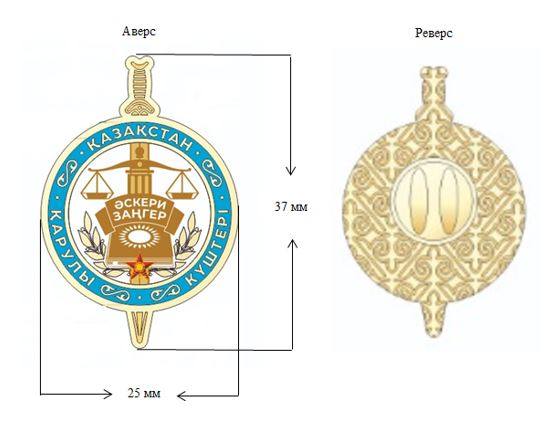 Аверс
Реверс
ҚАЗАҚСТАН
ӘСКЕРИ
ЗАҢГЕР
ҚАРУЛЫ
КҮШТЕРІ
37 мм
25 мм